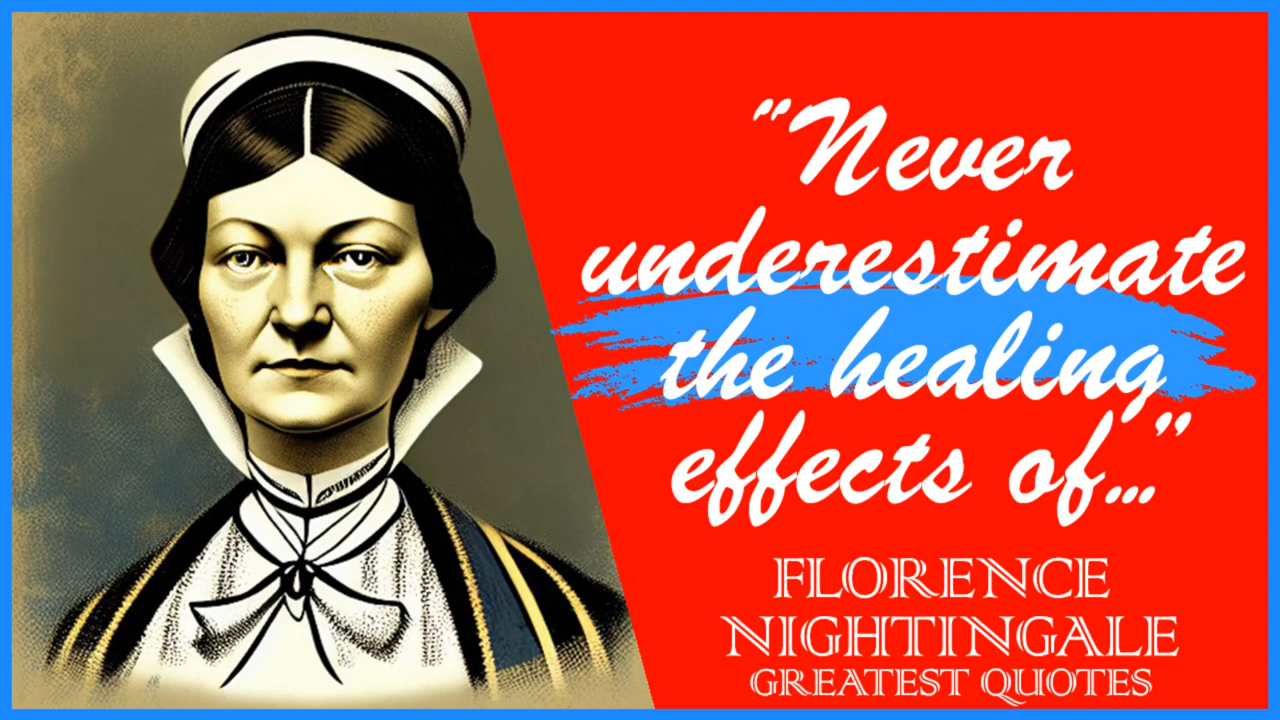 “Never
underestimate
the healing
effects of...”
FLORENCE
NIGHTINGALE
GREATEST QUOTES